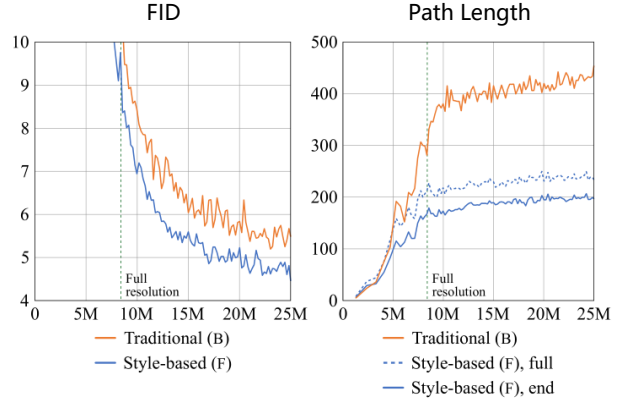 FID
10
9
8
7
6
5
4
Full
resolution
0 5M 10M 15M 20M 25M
Traditional (B)
Style-based (F)
Path Length
500
400
300
200
100
0
Full
resolution
0 5M 10M 15M 20M 25M
Traditional (B)
Style-based (F), full
Style-based (F), end